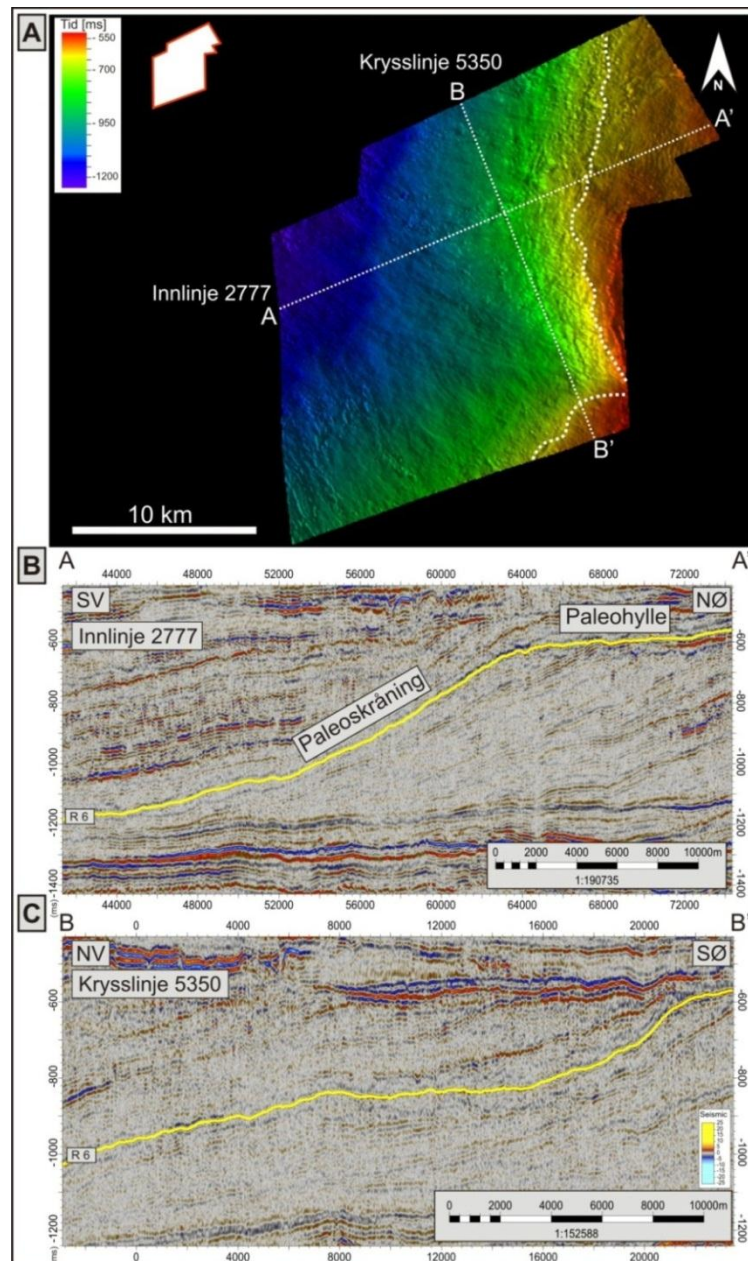 A
Tid [ms]
-550
-700
-950
-1200
Krysslinje 5350
B
A'
N
Innlinje 2777
A
B'
10 km
B
A
A'
44000 48000 52000 56000 60000 64000 68000 72000
SV
NØ
Innlinje 2777
Paleohylle
Paleoskråning
-600
-800
-1000
-1200
-1400
(ms)
-600
-800
-1000
-1200
-1400
R 6
0 2000 4000 6000 8000 10000m
1:190735
44000 48000 52000 56000 60000 64000 68000 72000
C
B
B'
0 4000 8000 12000 16000 20000
NV
SØ
Krysslinje 5350
-600
-800
-1000
-1200
(ms)
-600
-800
-1000
-1200
R 6
Seismic
0 2000 4000 6000 8000 10000m
1:152588
0 4000 8000 12000 16000 20000